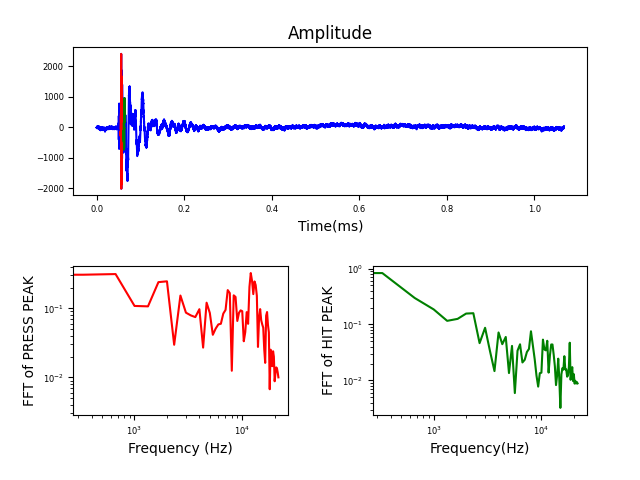 Amplitude
2000
1000
0
−1000
−2000
0.0 0.2 0.4 0.6 0.8 1.0
Time(ms)
FFT of PRESS PEAK
10⁻¹
10⁻²
10³ 10⁴
Frequency (Hz)
FFT of HIT PEAK
10⁰
10⁻¹
10⁻²
10³ 10⁴
Frequency(Hz)